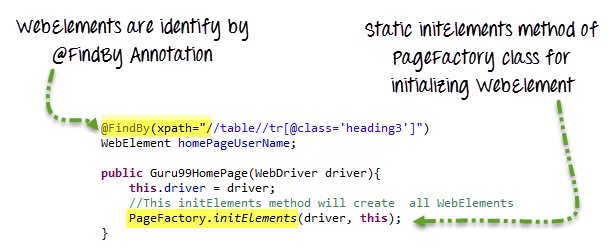 WebElements are identify by
@FindBy Annotation
Static initElements method of
PageFactory class for
initializing WebElement
@FindBy(xpath="//table//tr[@class='heading3']")
WebElement homePageUserName;
public Guru99HomePage(WebDriver driver){
this.driver = driver;
//This initElements method will create  all WebElements
PageFactory.initElements(driver, this);
}